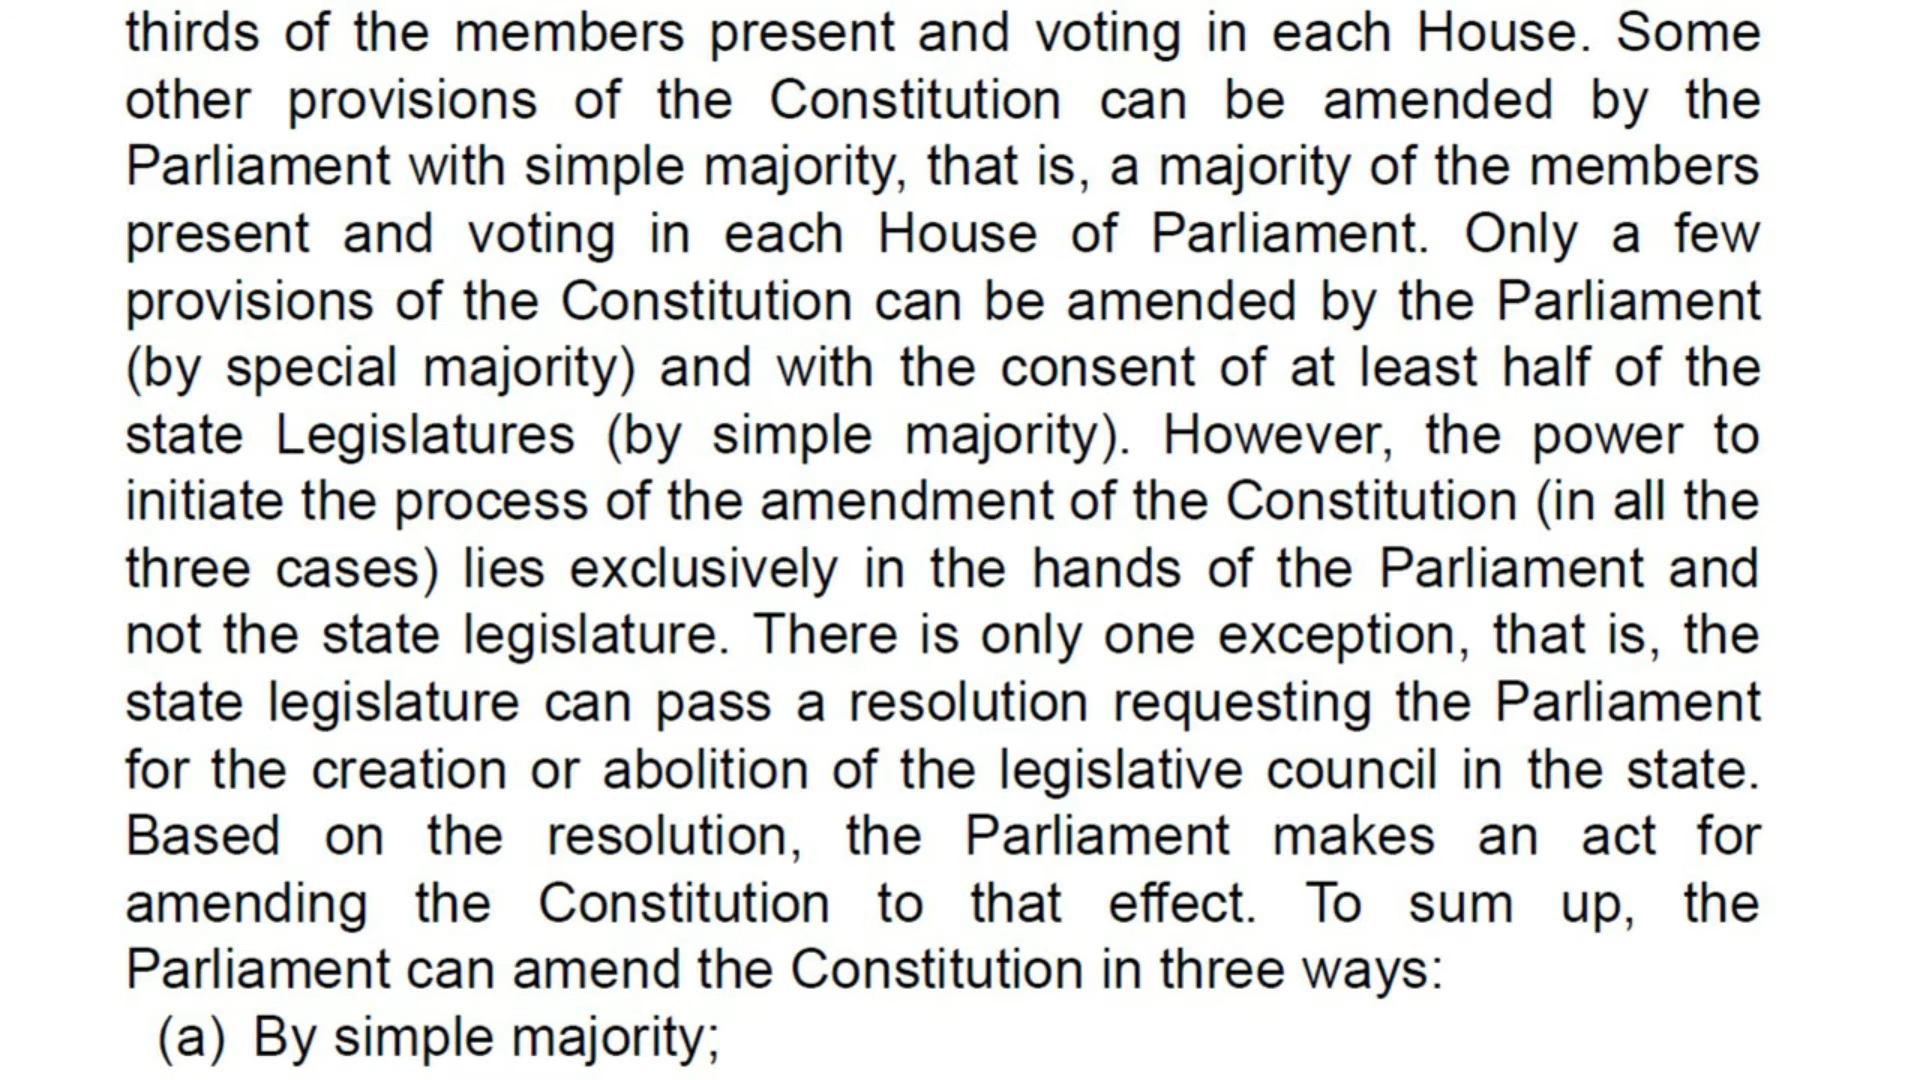 thirds of the members present and voting in each House. Some
other provisions of the Constitution can be amended by the
Parliament with simple majority, that is, a majority of the members
present and voting in each House of Parliament. Only a few
provisions of the Constitution can be amended by the Parliament
(by special majority) and with the consent of at least half of the
state Legislatures (by simple majority). However, the power to
initiate the process of the amendment of the Constitution (in all the
three cases) lies exclusively in the hands of the Parliament and
not the state legislature. There is only one exception, that is, the
state legislature can pass a resolution requesting the Parliament
for the creation or abolition of the legislative council in the state.
Based on the resolution, the Parliament makes an act for
amending the Constitution to that effect. To sum up, the
Parliament can amend the Constitution in three ways:
(a) By simple majority;